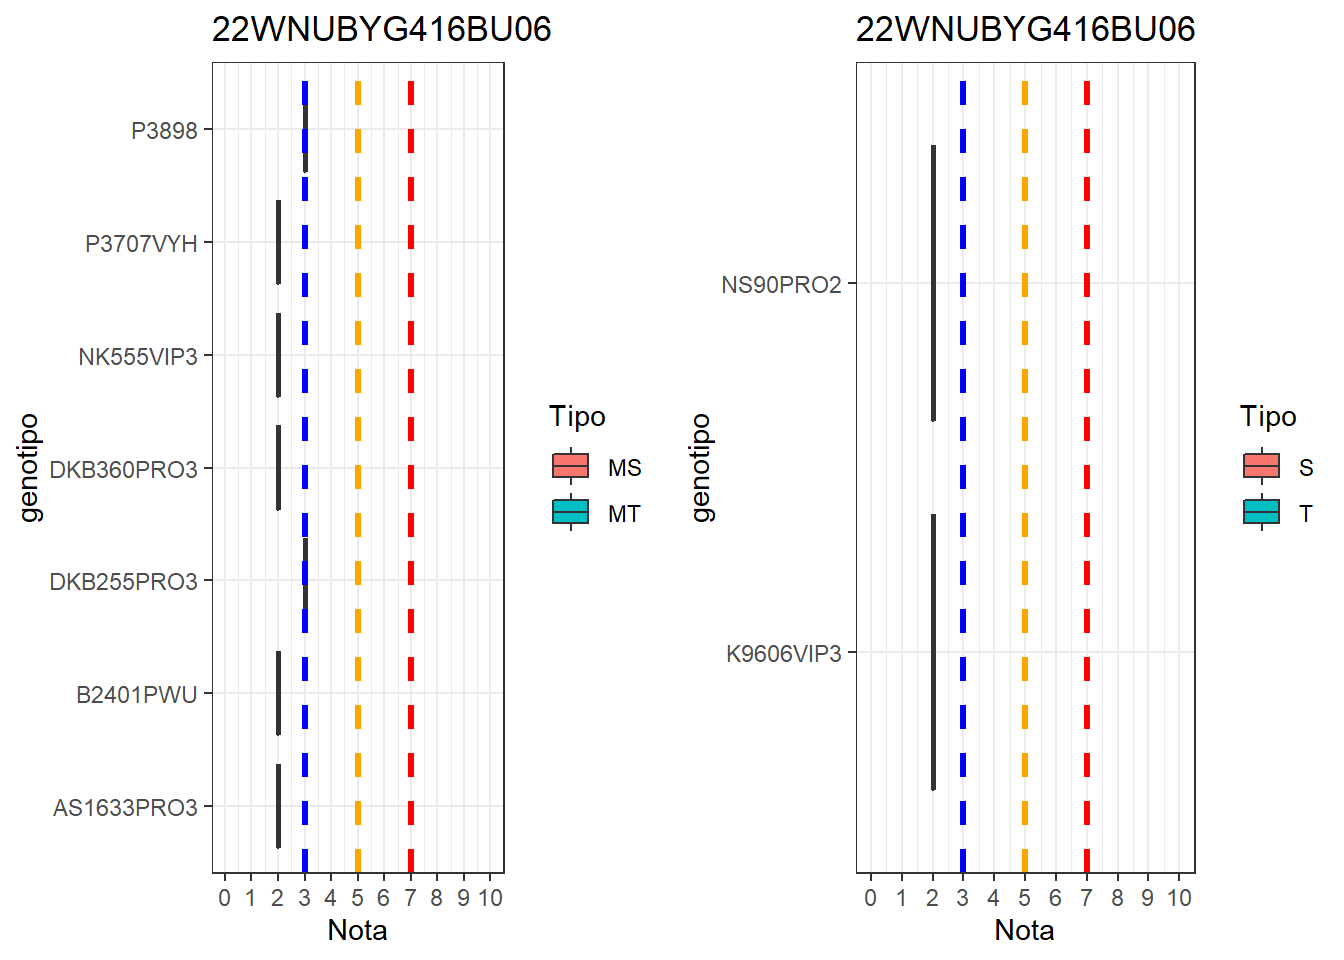 22WNUBYG416BU06
P3898
P3707VYH
NK555VIP3
DKB360PRO3
DKB255PRO3
B2401PWU
AS1633PRO3
genotipo
0 1 2 3 4 5 6 7 8 9 10
Nota
Tipo
MS
MT
22WNUBYG416BU06
NS90PRO2
K9606VIP3
genotipo
0 1 2 3 4 5 6 7 8 9 10
Nota
Tipo
S
T